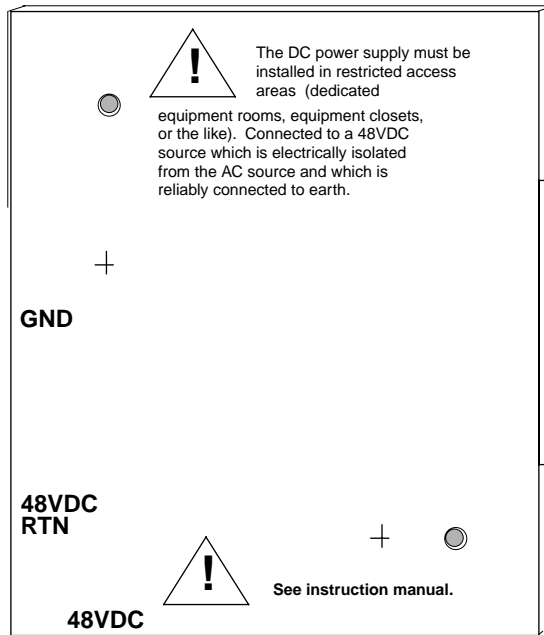 !
The DC power supply must be
installed in restricted access
areas  (dedicated
equipment rooms, equipment closets,
or the like).  Connected to a 48VDC
source which is electrically isolated
from the AC source and which is
reliably connected to earth.
GND
48VDC
RTN
!
See instruction manual.
48VDC